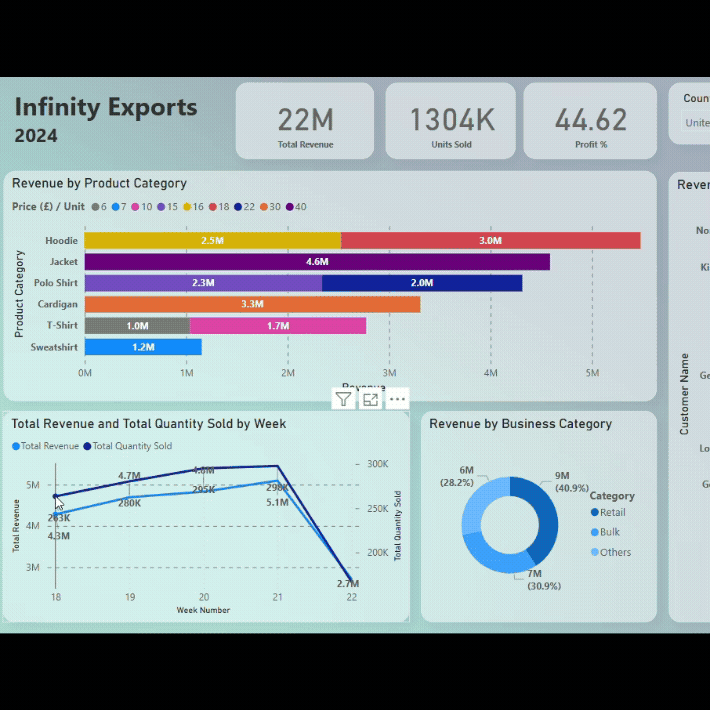 Infinity Exports
2024
22M
Total Revenue
1304K
Units Sold
44.62
Profit %
Coun
Unite
Revenue by Product Category
Price (£) / Unit 6 7 10 15 16 18 22 30 40
Product Category
Hoodie 2.5M 3.0M
Jacket 4.6M
Polo Shirt 2.3M 2.0M
Cardigan 3.3M
T-Shirt 1.0M 1.7M
Sweatshirt 1.2M
0M 1M 2M 3M 4M 5M
Revenue
Rever
No
Ki
Customer Name
Ge
Lo
Ge
Total Revenue and Total Quantity Sold by Week
Total Revenue Total Quantity Sold
Total Revenue
5M
4M
3M
263K
4.3M
4.7M
280K
4.8M
295K
298K
5.1M
2.7M
300K
250K
200K
Total Quantity Sold
18 19 20 21 22
Week Number
Revenue by Business Category
6M
(28.2%)
9M
(40.9%)
7M
(30.9%)
Category
Retail
Bulk
Others